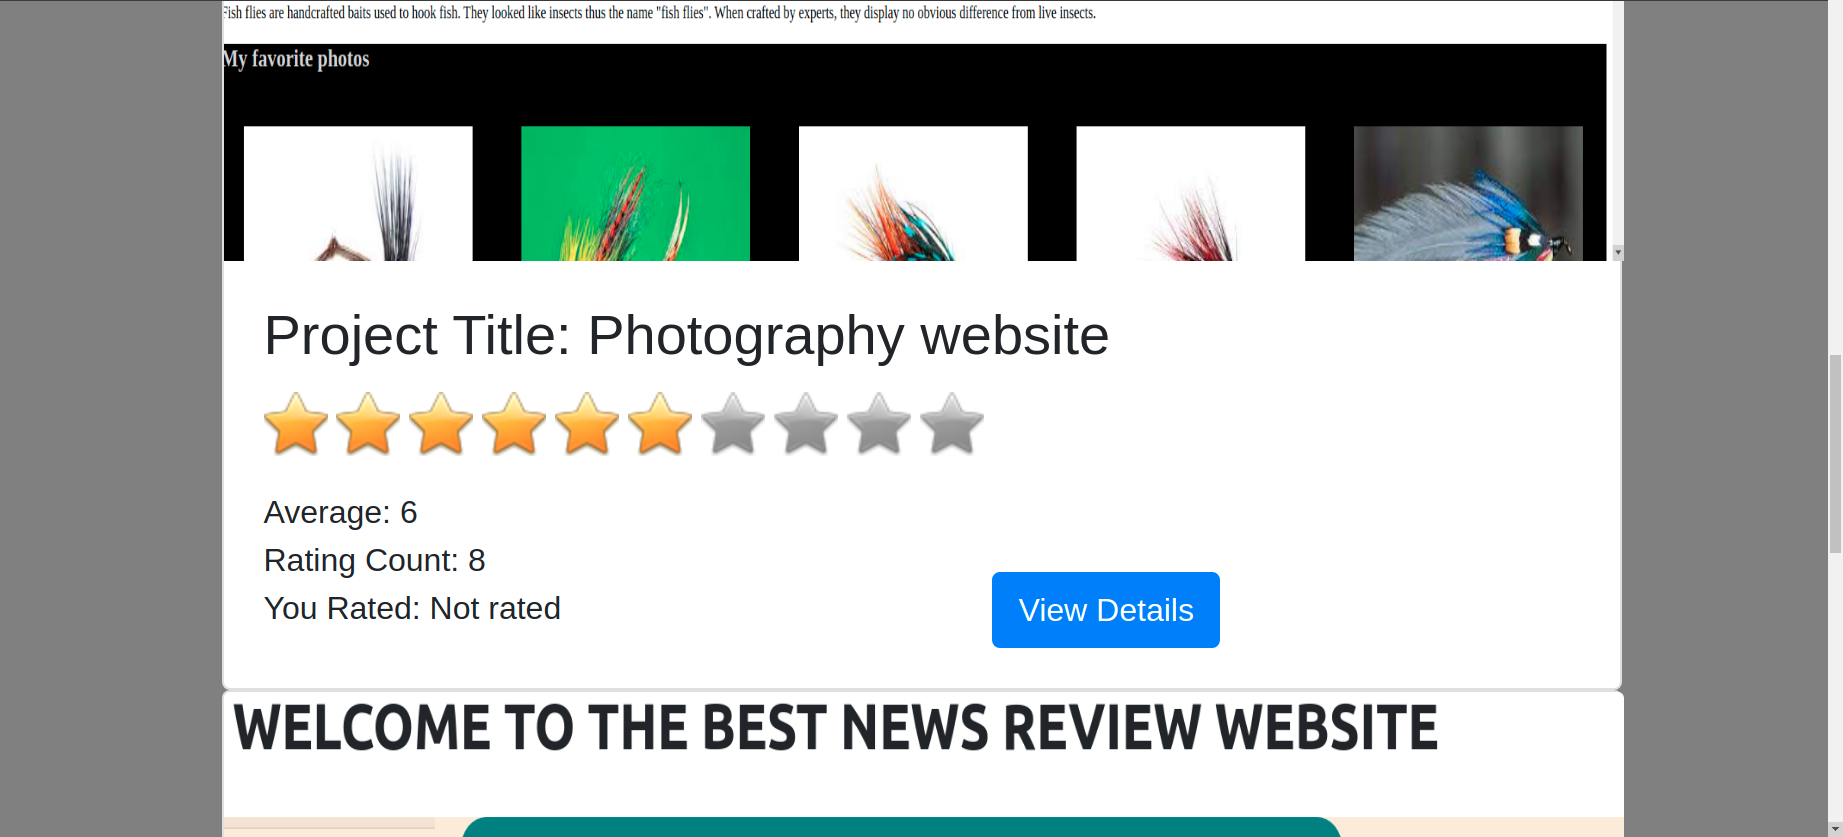 Fish flies are handcrafted baits used to hook fish. They looked like insects thus the name "fish flies". When crafted by experts, they display no obvious difference from live insects.
My favorite photos
Project Title: Photography website
Average: 6
Rating Count: 8
You Rated: Not rated
View Details
WELCOME TO THE BEST NEWS REVIEW WEBSITE